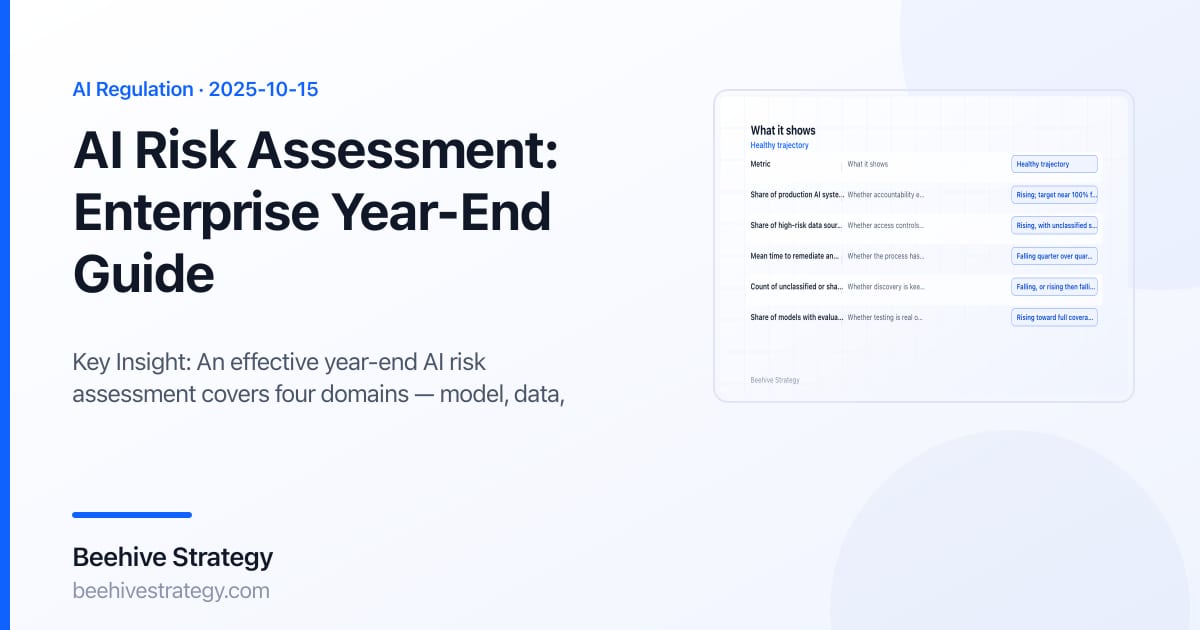 AI Regulation · 2025-10-15
AI Risk Assessment:
Enterprise Year-End
Guide
Key Insight: An effective year-end AI risk
assessment covers four domains — model, data,
Beehive Strategy
beehivestrategy.com
What it shows
Healthy trajectory
Metric What it shows Healthy trajectory
Share of production AI syste... Whether accountability e... Rising; target near 100% f...
Share of high-risk data sour... Whether access controls... Rising, with unclassified s...
Mean time to remediate an... Whether the process has... Falling quarter over quar...
Count of unclassified or sha... Whether discovery is kee... Falling, or rising then falli...
Share of models with evalua... Whether testing is real o... Rising toward full covera...
Beehive Strategy